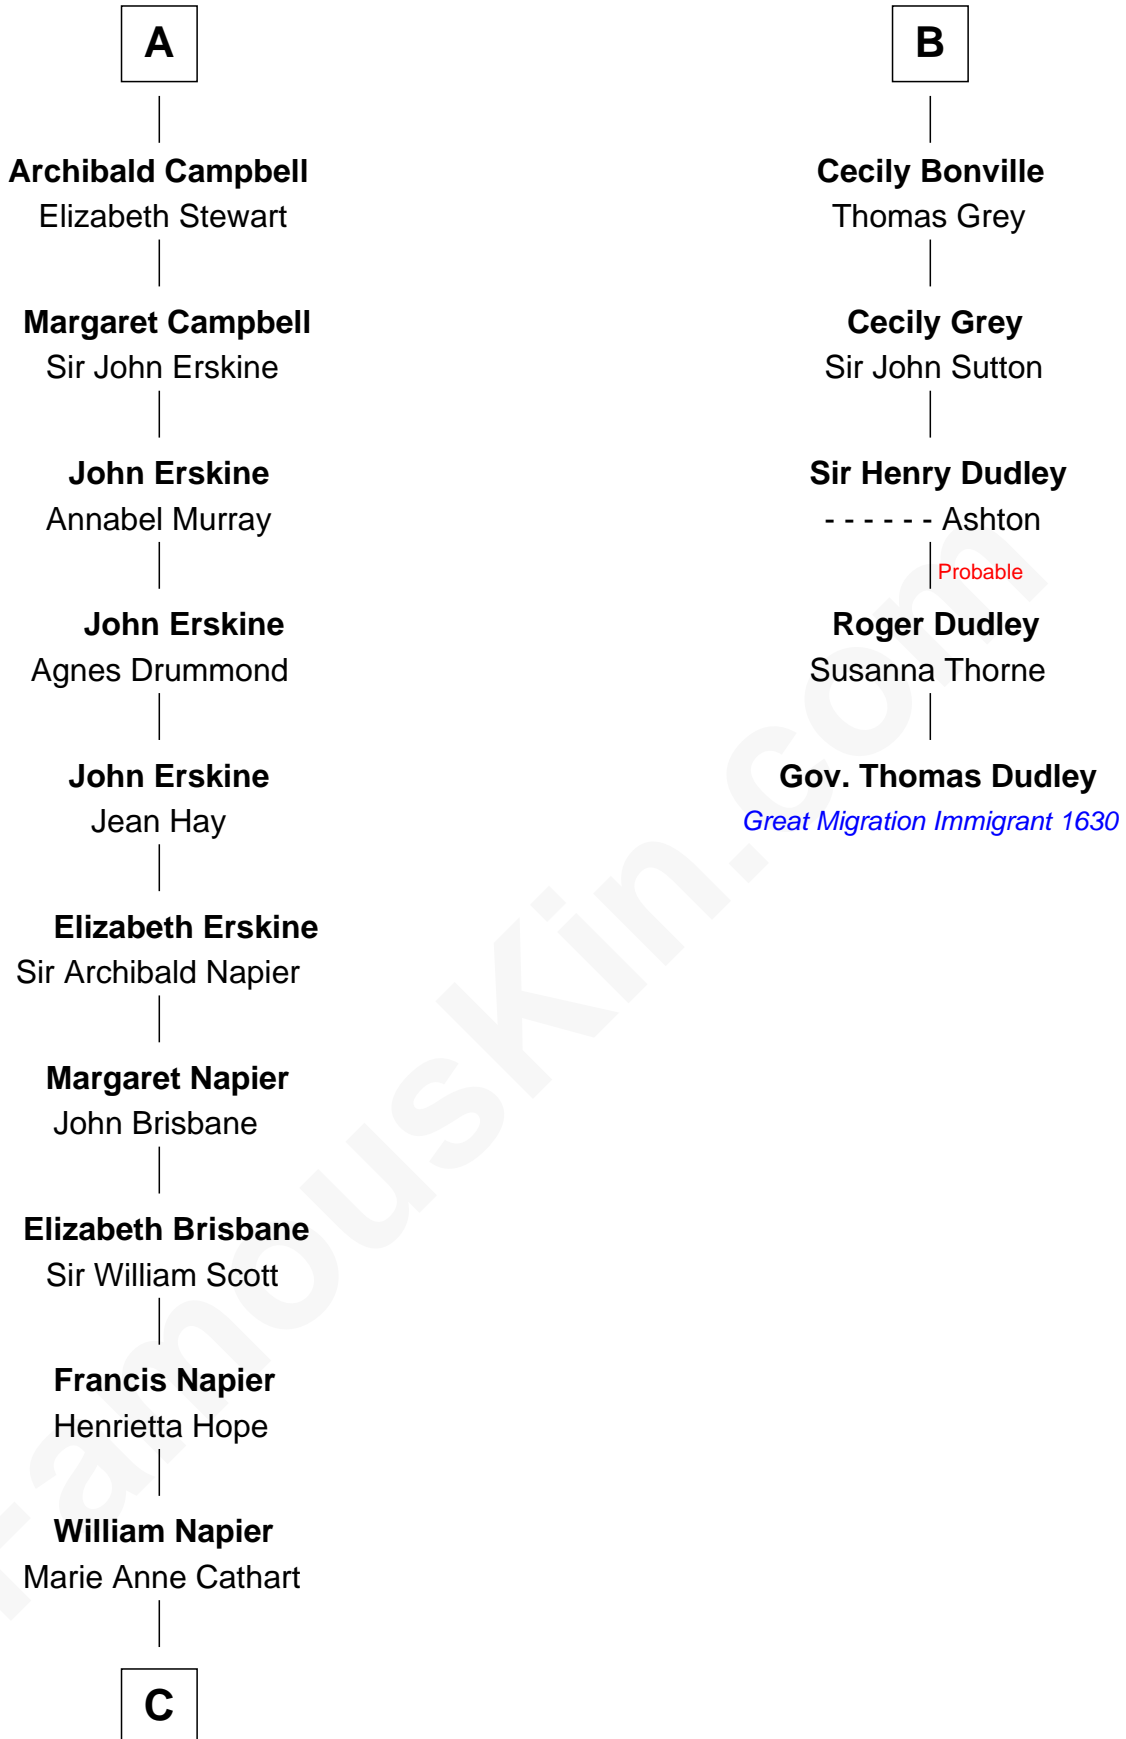 A
Archibald Campbell
Elizabeth Stewart
Margaret Campbell
Sir John Erskine
John Erskine
Annabel Murray
John Erskine
Agnes Drummond
John Erskine
Jean Hay
Elizabeth Erskine
Sir Archibald Napier
Margaret Napier
John Brisbane
Elizabeth Brisbane
Sir William Scott
Francis Napier
Henrietta Hope
William Napier
Marie Anne Cathart
C
B
Cecily Bonville
Thomas Grey
Cecily Grey
Sir John Sutton
Sir Henry Dudley
- - - - - - Ashton
Probable
Roger Dudley
Susanna Thorne
Gov. Thomas Dudley
Great Migration Immigrant 1630
FamousKin.com